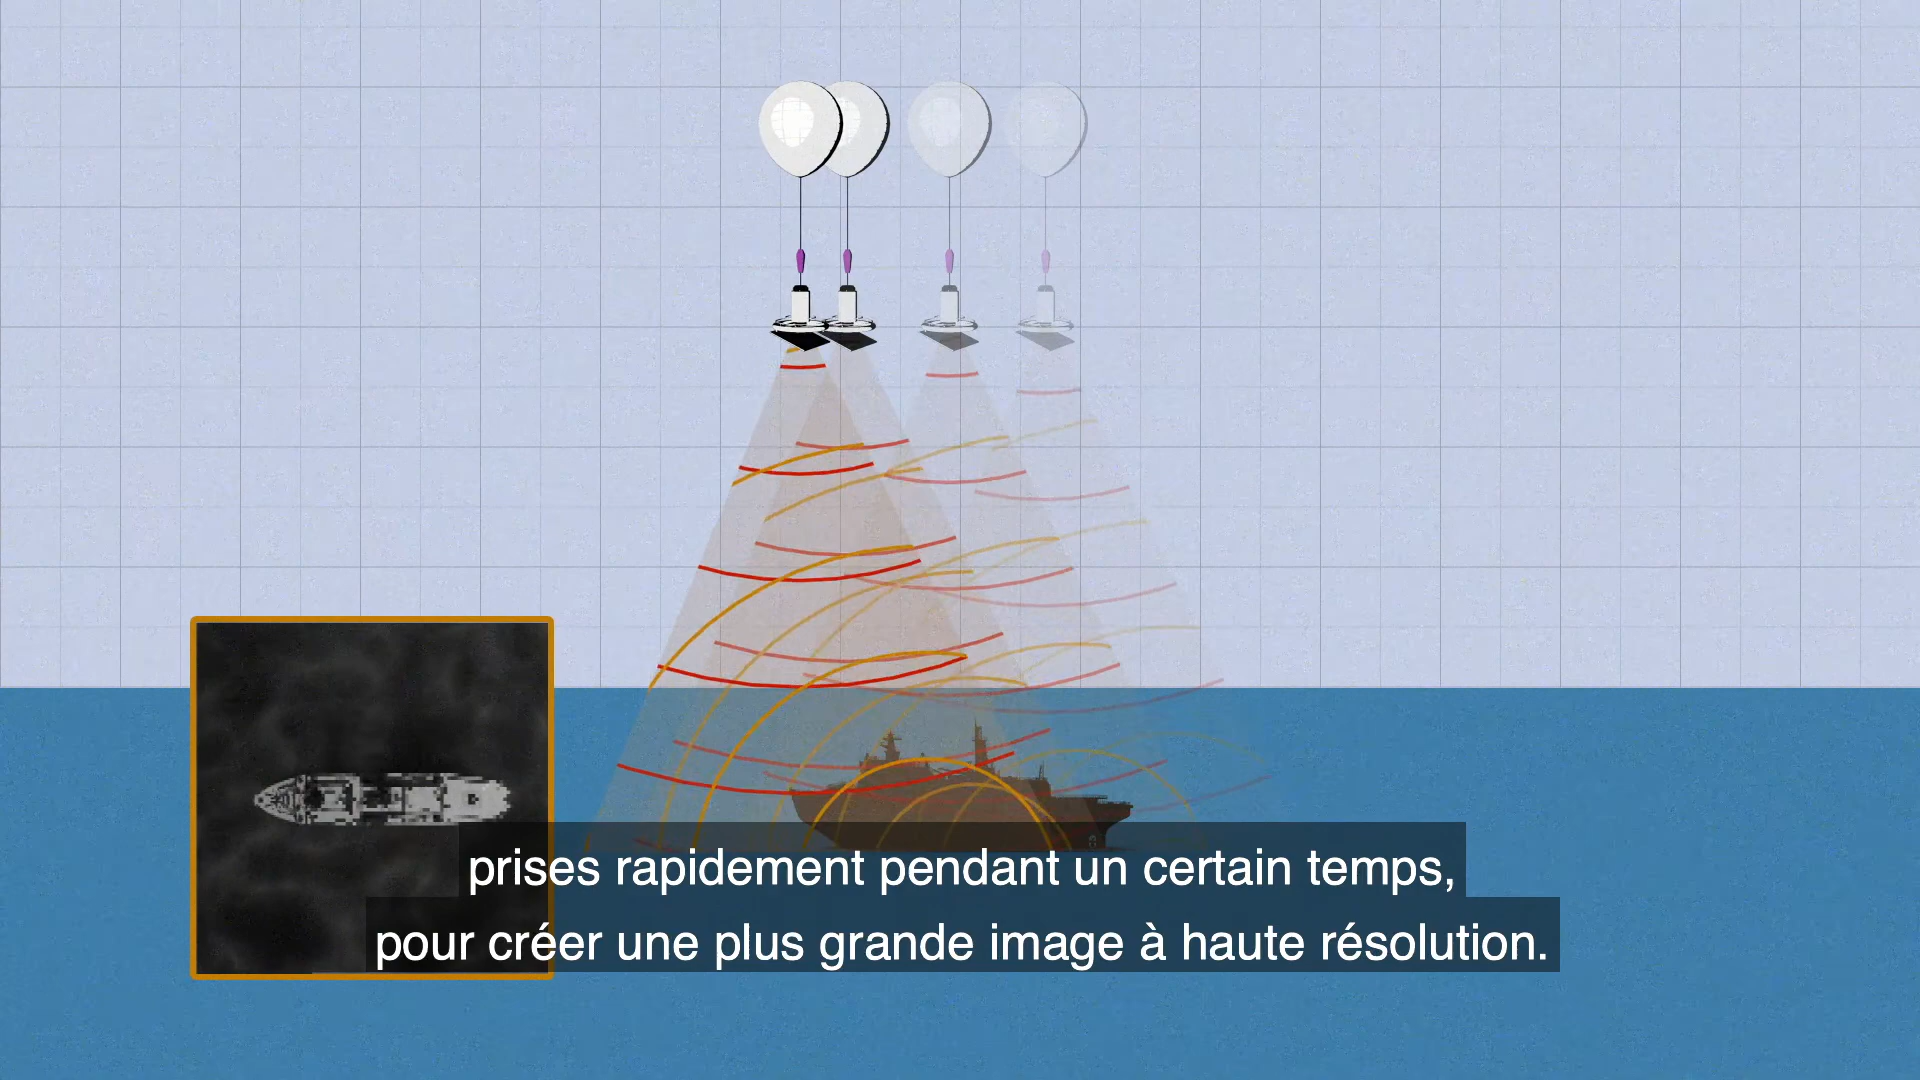 prises rapidement pendant un certain temps,
pour créer une plus grande image à haute résolution.